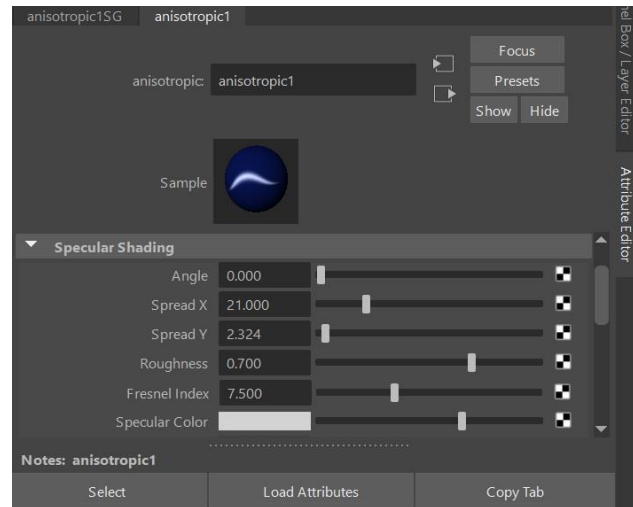 anisotropic1SG anisotropic1
anisotropic: anisotropic1
Focus
Presets
Show Hide
Sample
Specular Shading
Angle 0.000
Spread X 21.000
Spread Y 2.324
Roughness 0.700
Fresnel Index 7.500
Specular Color
Notes: anisotropic1
Select Load Attributes Copy Tab
Box / Layer Editor
Attribute Editor